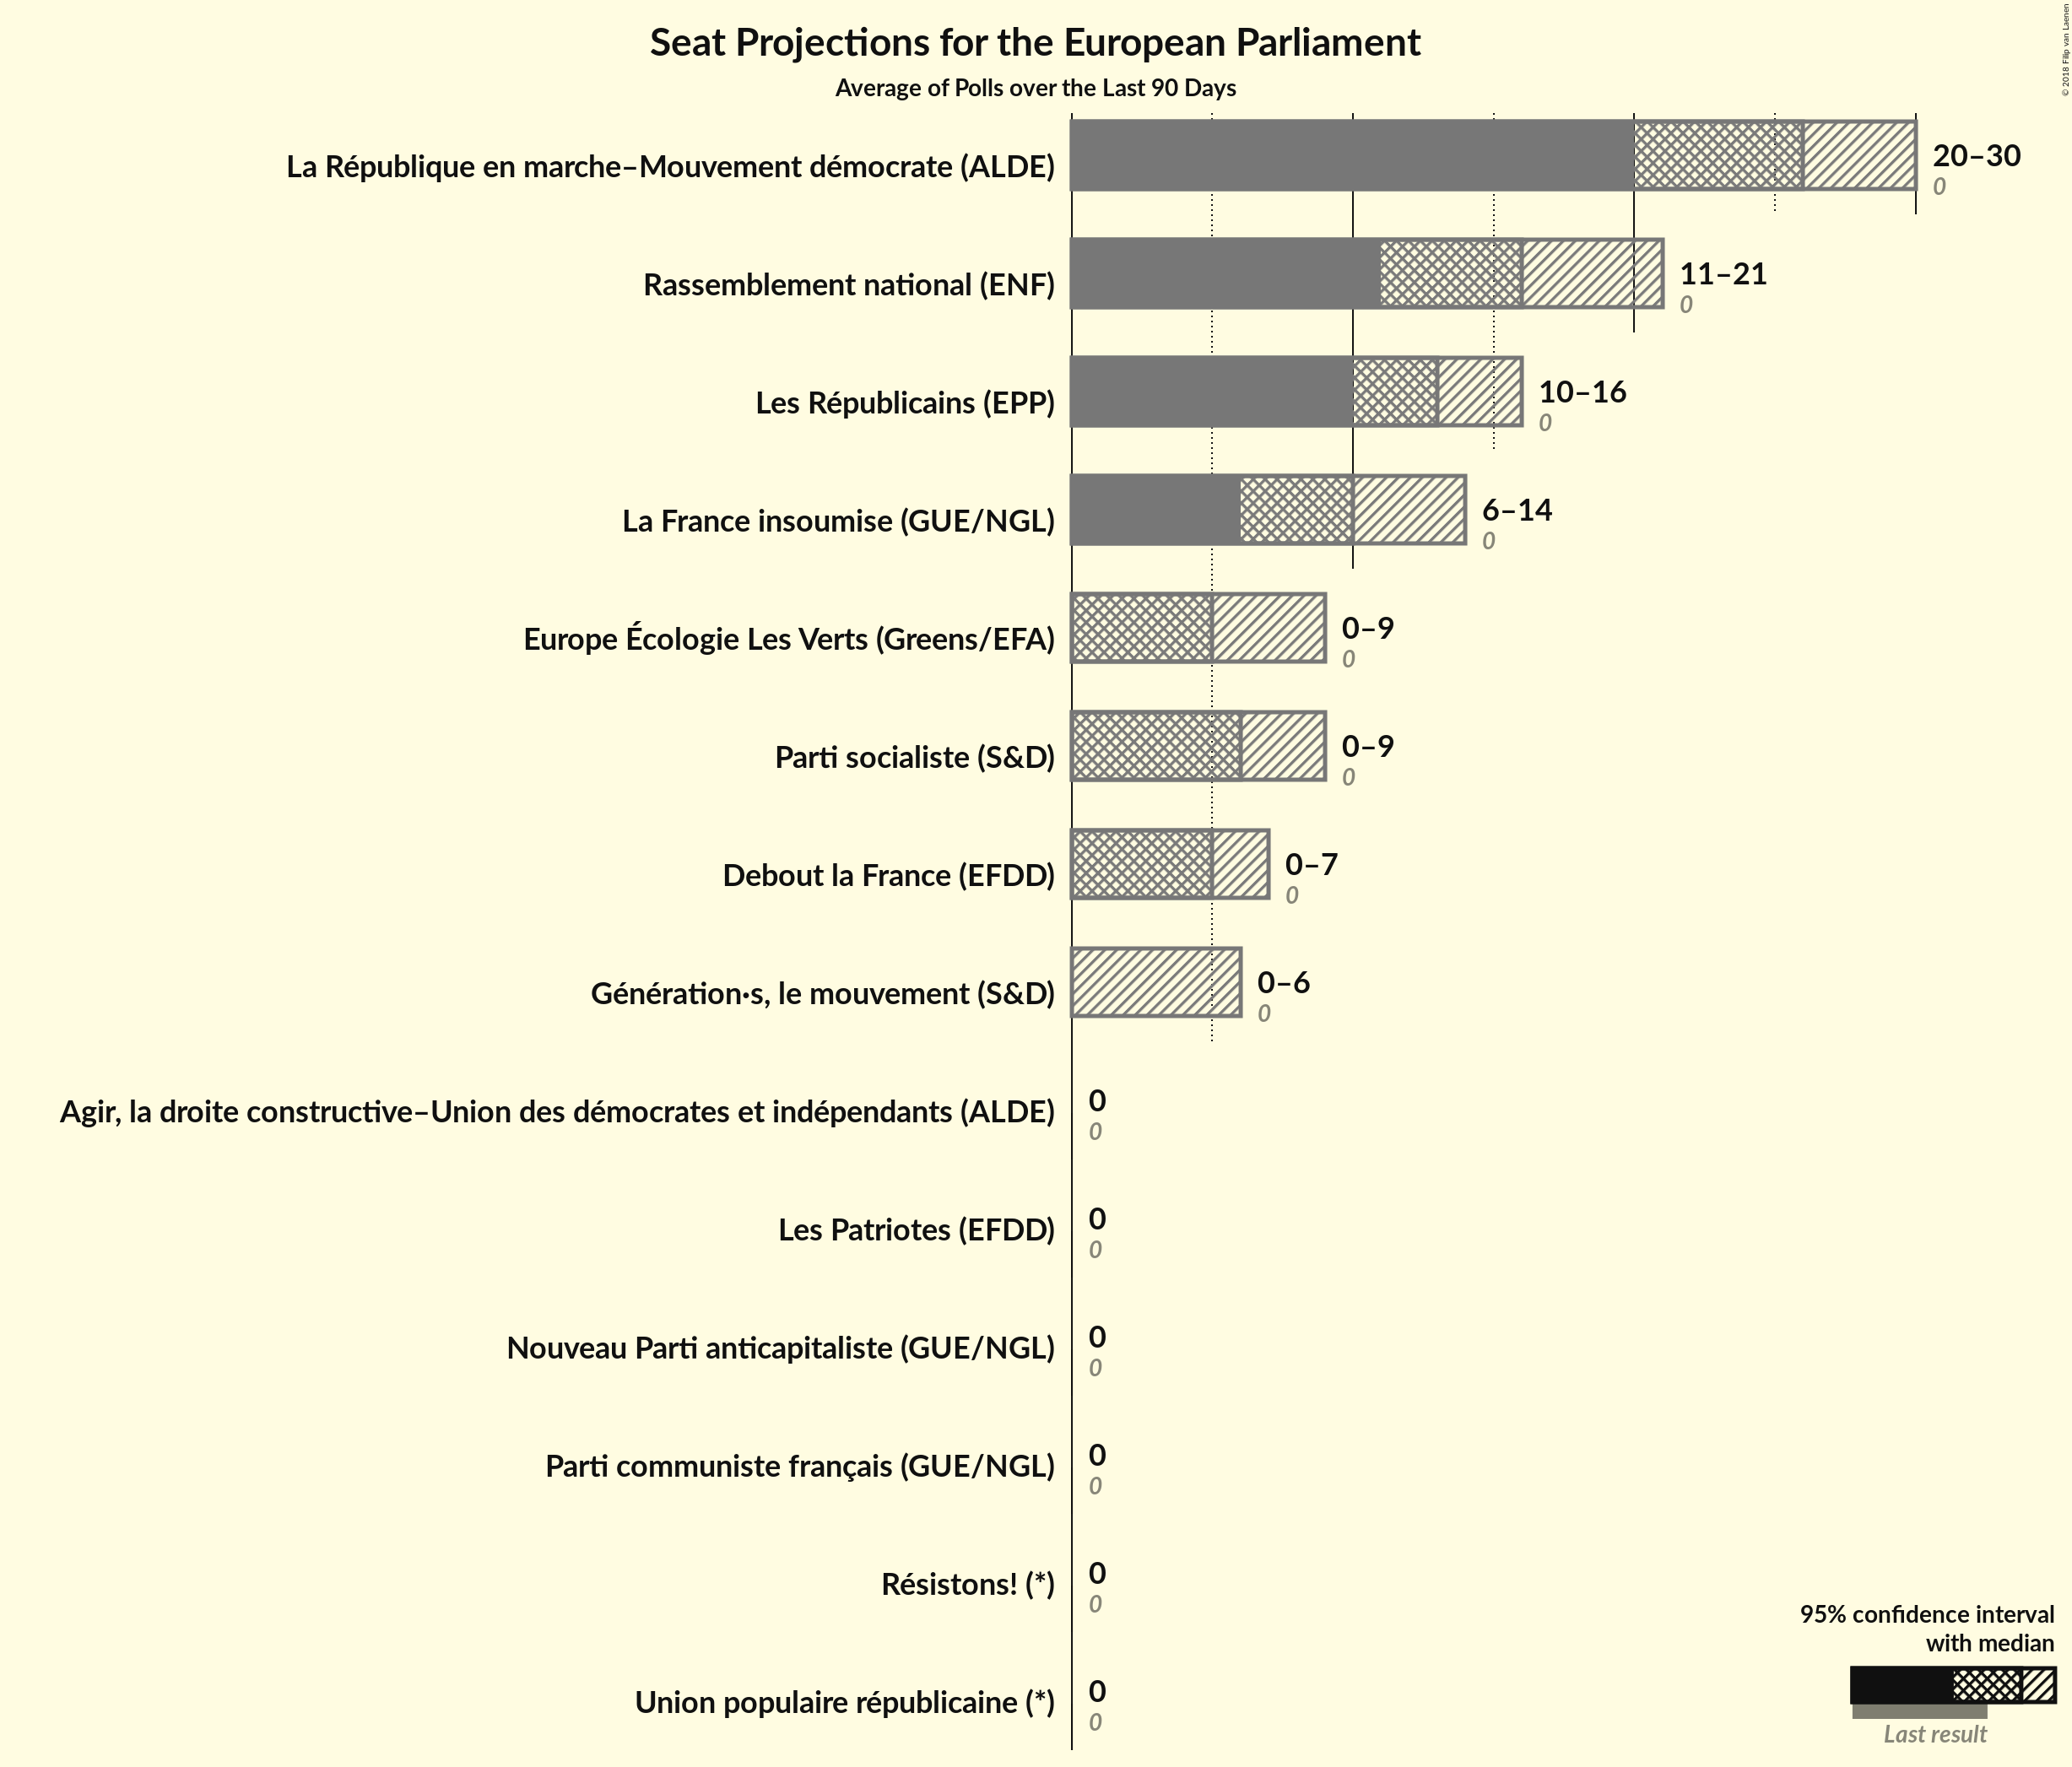 Seat Projections for the European Parliament
Average of Polls over the Last 90 Days
© 2018 Filip van Laenen
La République en marche–Mouvement démocrate (ALDE)
20–30
0
Rassemblement national (ENF)
11–21
0
Les Républicains (EPP)
10–16
0
La France insoumise (GUE/NGL)
6–14
0
Europe Écologie Les Verts (Greens/EFA)
0–9
0
Parti socialiste (S&D)
0–9
0
Debout la France (EFDD)
0–7
0
Génération·s, le mouvement (S&D)
0–6
0
Agir, la droite constructive–Union des démocrates et indépendants (ALDE)
0
0
Les Patriotes (EFDD)
0
0
Nouveau Parti anticapitaliste (GUE/NGL)
0
0
Parti communiste français (GUE/NGL)
0
0
Résistons! (*)
0
0
Union populaire républicaine (*)
0
0
95% confidence interval
with median
Last result